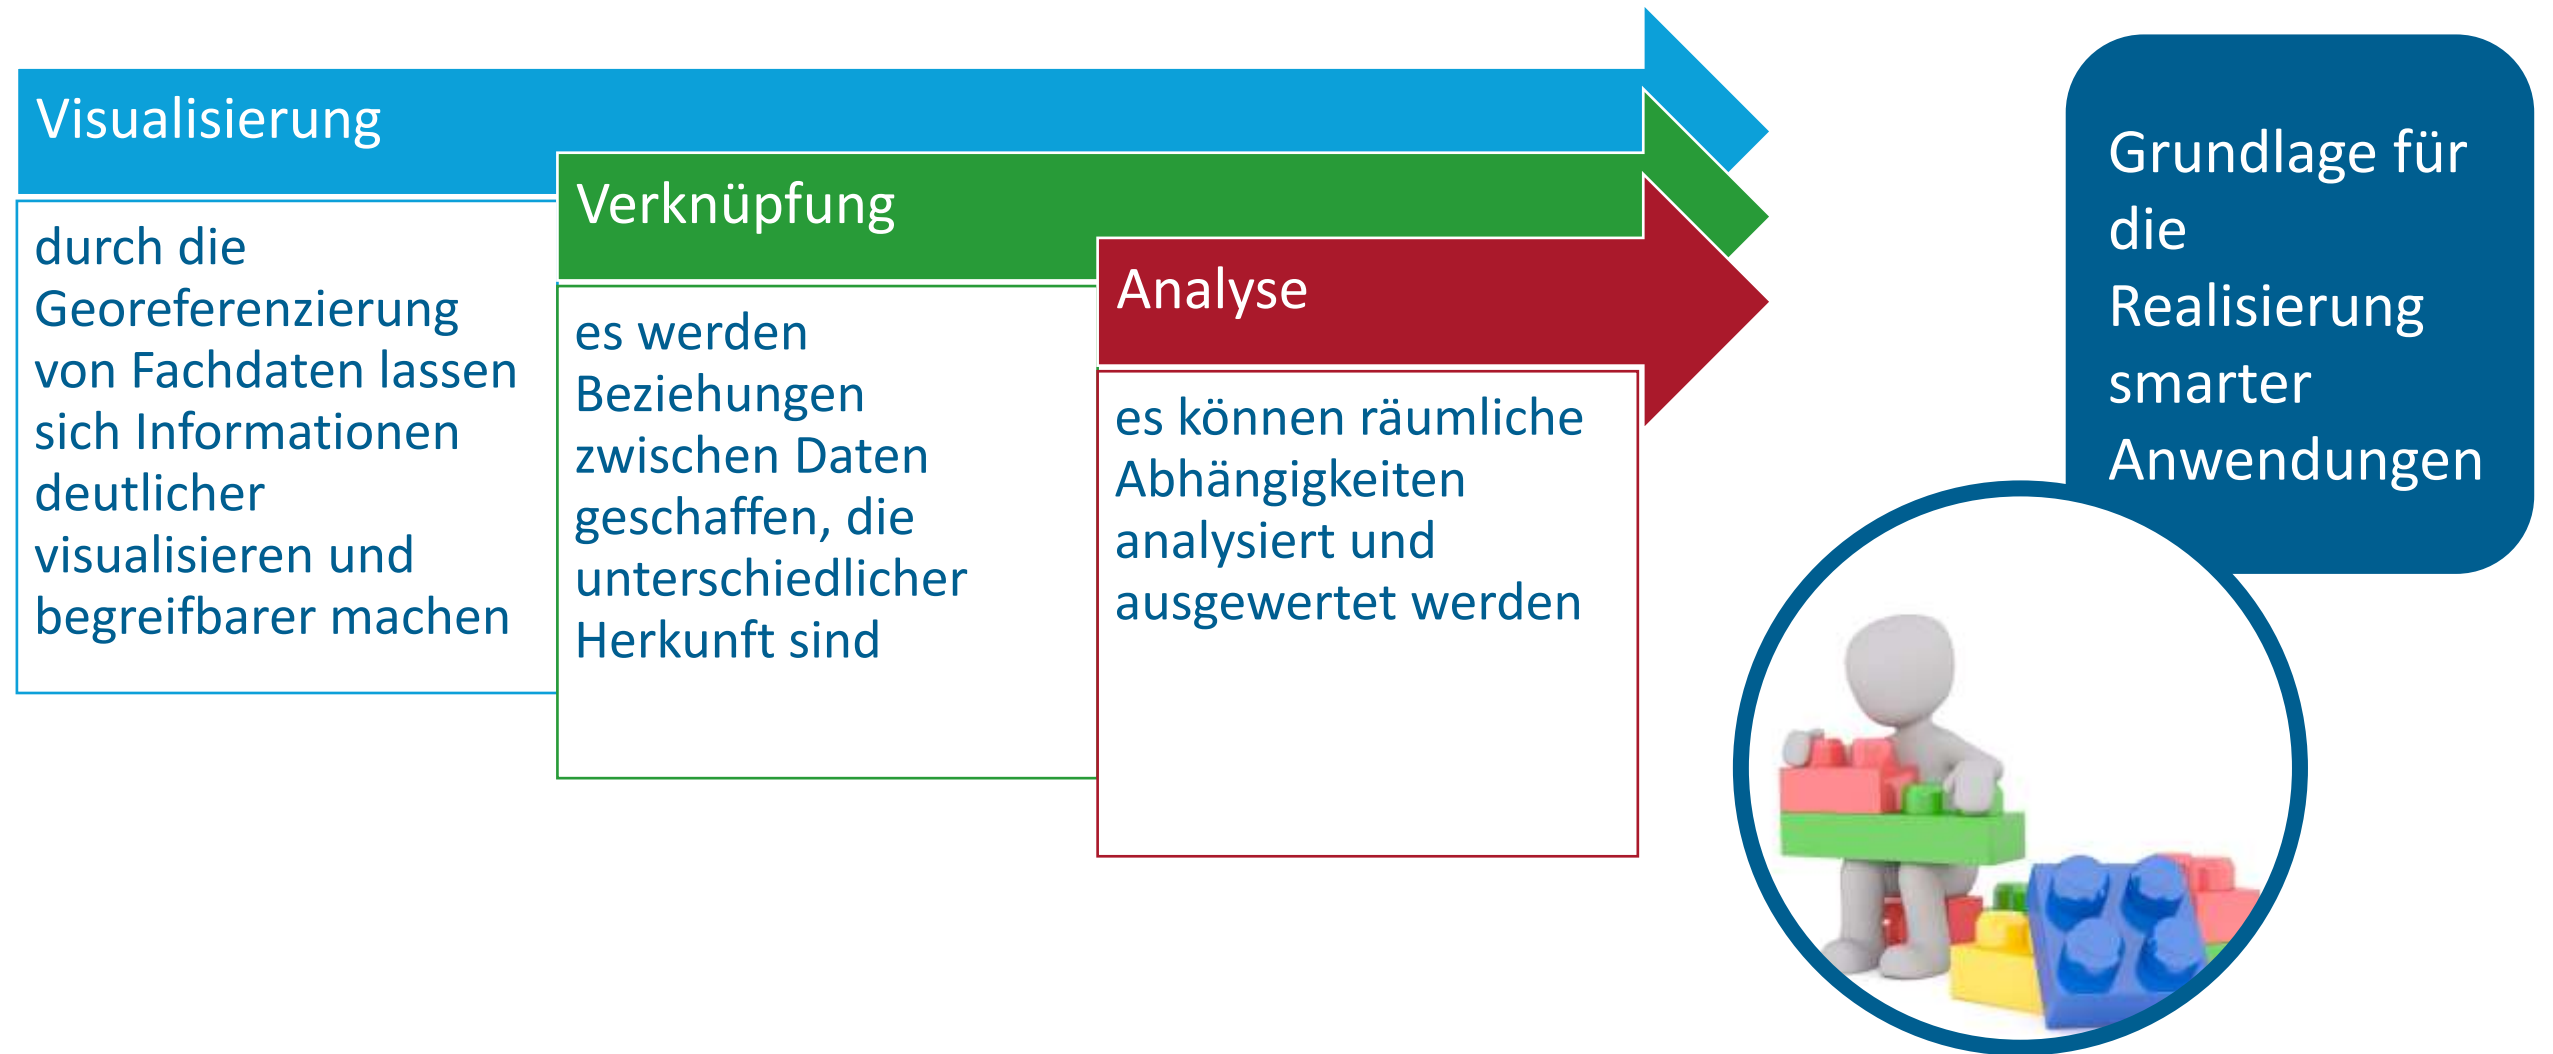 Visualisierung
durch die
Georeferenzierung
von Fachdaten lassen
sich Informationen
deutlicher
visualisieren und
begreifbarer machen
Verknüpfung
es werden
Beziehungen
zwischen Daten
geschaffen, die
unterschiedlicher
Herkunft sind
Analyse
es können räumliche
Abhängigkeiten
analysiert und
ausgewertet werden
Grundlage für
die
Realisierung
smarter
Anwendungen